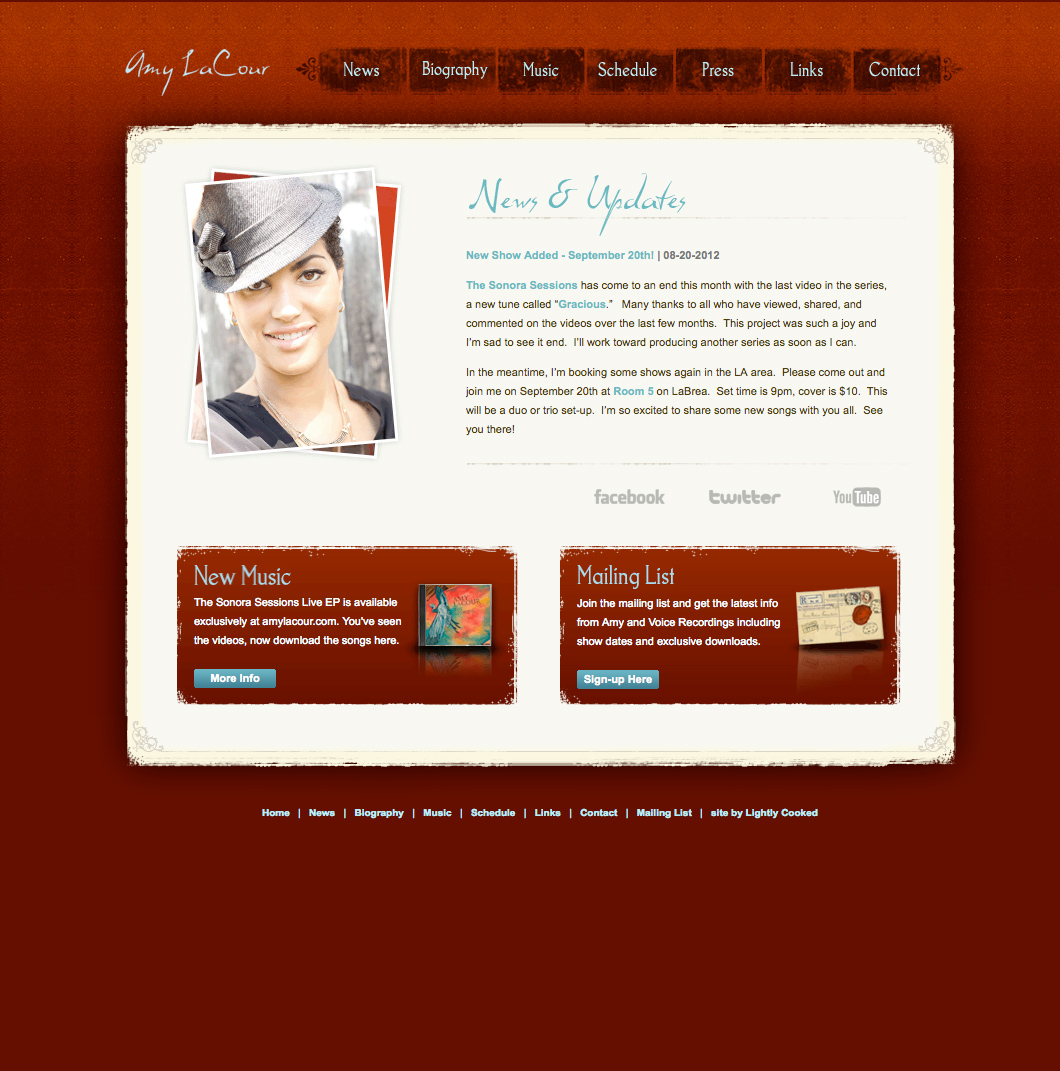 Amy LaCour
News
Biography
Music
Schedule
Press
Links
Contact
News & Updates
New Show Added - September 20th! | 08-20-2012
The Sonora Sessions has come to an end this month with the last video in the series,
a new tune called “Gracious.” Many thanks to all who have viewed, shared, and
commented on the videos over the last few months. This project was such a joy and
I’m sad to see it end. I’ll work toward producing another series as soon as I can.
In the meantime, I’m booking some shows again in the LA area. Please come out and
join me on September 20th at Room 5 on LaBrea. Set time is 9pm, cover is $10. This
will be a duo or trio set-up. I’m so excited to share some new songs with you all. See
you there!
facebook
twitter
YouTube
New Music
The Sonora Sessions Live EP is available
exclusively at amylacour.com. You’ve seen
the videos, now download the songs here.
More Info
AMY
LACOUR
Mailing List
Join the mailing list and get the latest info
from Amy and Voice Recordings including
show dates and exclusive downloads.
Sign-up Here
Home | News | Biography | Music | Schedule | Links | Contact | Mailing List | site by Lightly Cooked